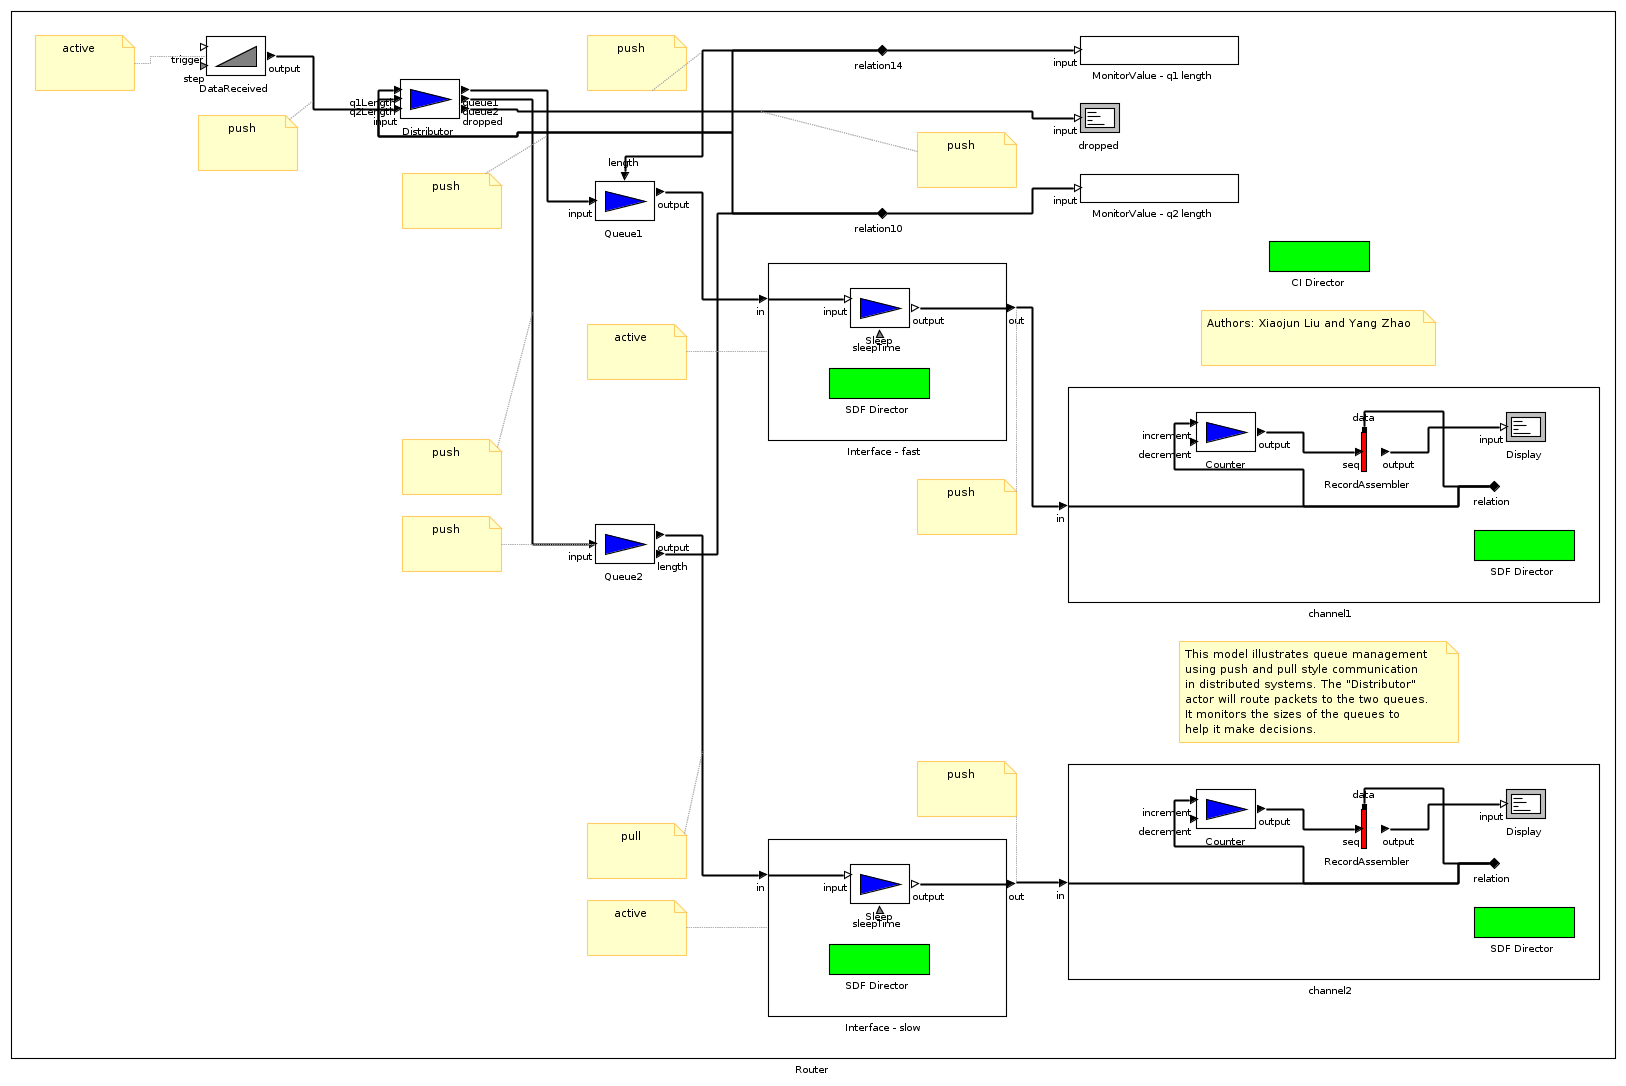 active
trigger
step
output
DataReceived
push
push
q1Length
q2Length
input
queue1
queue2
dropped
Distributor
push
relation14
input
MonitorValue - q1 length
input
dropped
push
length
input
output
Queue1
input
MonitorValue - q2 length
relation10
CI Director
Authors: Xiaojun Liu and Yang Zhao
active
in
input
output
out
Sleep
sleepTime
SDF Director
Interface - fast
push
push
push
input
output
length
Queue2
in
increment
decrement
output
Counter
data
seq
output
RecordAssembler
input
Display
relation
SDF Director
channel1
This model illustrates queue management
using push and pull style communication
in distributed systems. The "Distributor"
actor will route packets to the two queues.
It monitors the sizes of the queues to
help it make decisions.
push
pull
active
in
input
output
out
Sleep
sleepTime
SDF Director
Interface - slow
in
increment
decrement
output
Counter
data
seq
output
RecordAssembler
input
Display
relation
SDF Director
channel2
Router